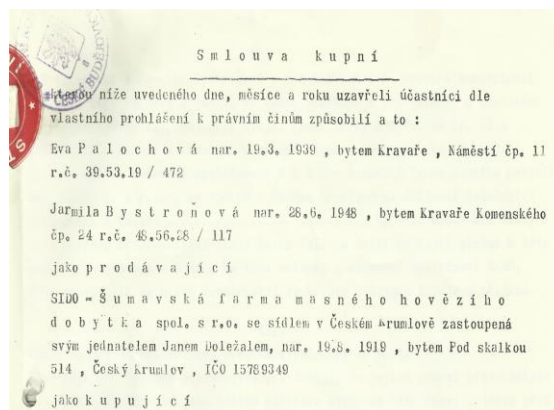 Smlouva kupní
kterou níže uvedeného dne, měsíce a roku uzavřeli účastníci dle
vlastního prohlášení k právním činům způsobilí a to :
Eva P a l o c h o v á nar. 19.3. 1939 , bytem Kravaře , Náměstí čp. 11
r.č. 39.53.19 / 472
Jarmila B y s t r o ň o v á nar. 28.6. 1948 , bytem Kravaře Komenského
čp. 24 r.č. 48.56.28 / 117
jako p r o d á v a j í c í
SIDO - Š u m a v s k á f a r m a m a s n é h o h o v ě z í h o
d o b y t k a spol. s r.o. se sídlem v Českém Krumlově zastoupená
svým jednatelem Janem Doležalem, nar. 19.8. 1919 , bytem Pod skalkou
514 , Český Krumlov , IČO 15789349
jako k u p u j í c í